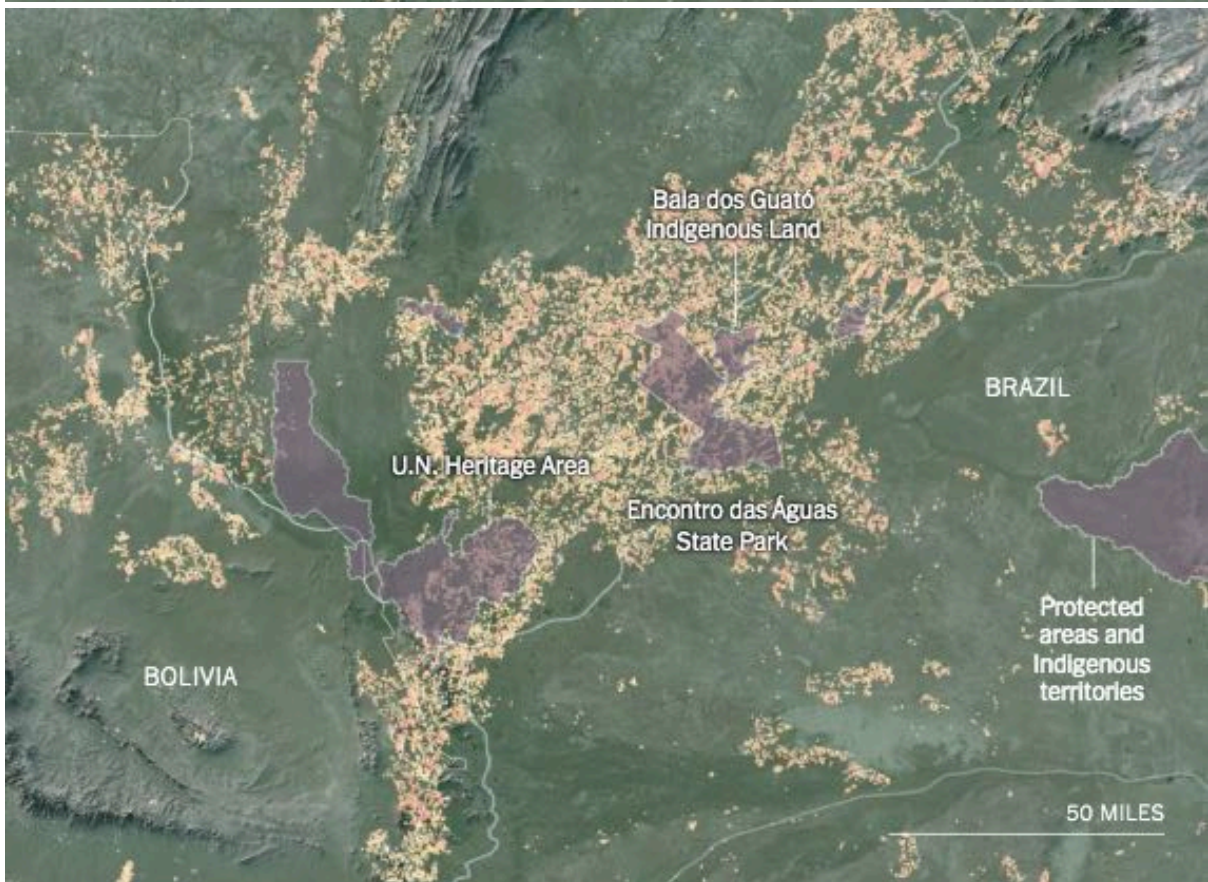 Baía dos Guató
Indigenous Land
BRAZIL
U.N. Heritage Area
Encontro das Águas
State Park
Protected
areas and
Indigenous
territories
BOLIVIA
50 MILES